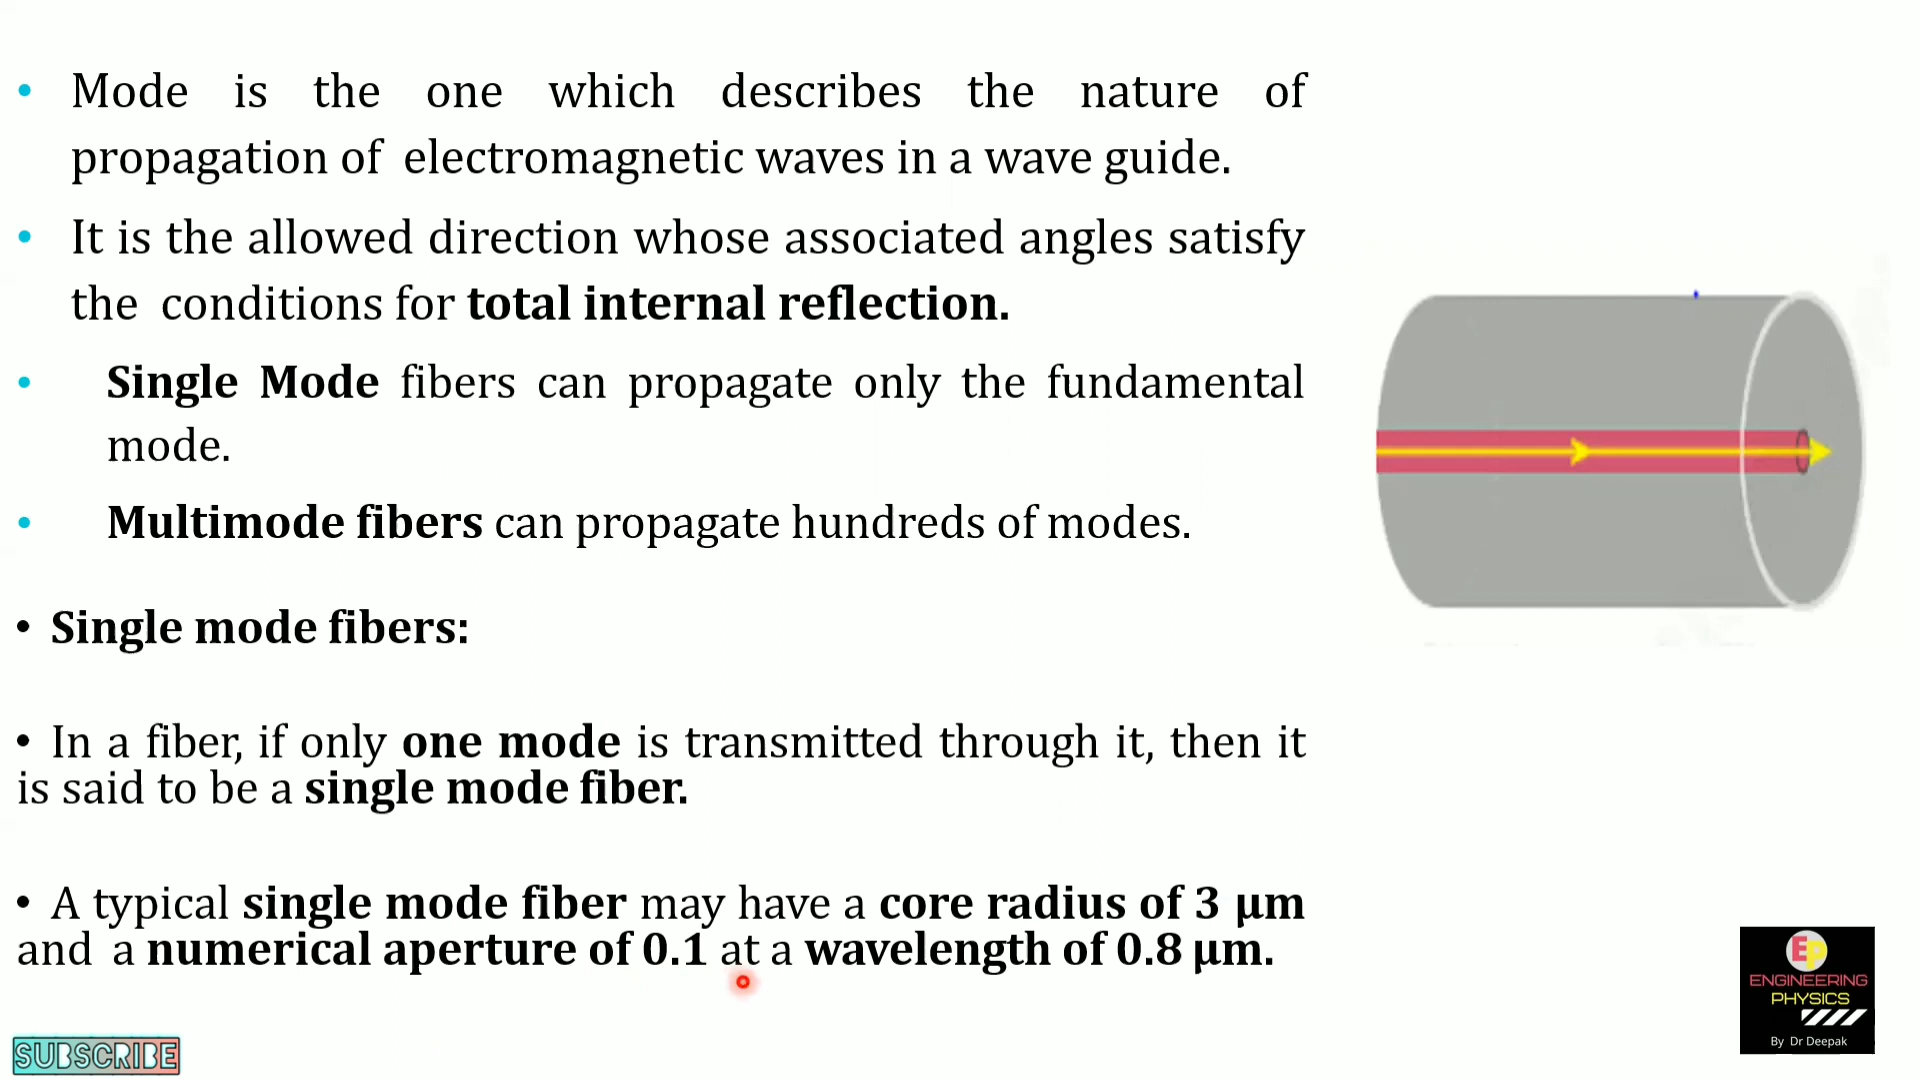 • Mode is the one which describes the nature of
propagation of electromagnetic waves in a wave guide.
• It is the allowed direction whose associated angles satisfy
the conditions for total internal reflection.
• Single Mode fibers can propagate only the fundamental
mode.
• Multimode fibers can propagate hundreds of modes.
• Single mode fibers:
• In a fiber, if only one mode is transmitted through it, then it
is said to be a single mode fiber.
• A typical single mode fiber may have a core radius of 3 μm
and a numerical aperture of 0.1 at a wavelength of 0.8 μm.
EP
ENGINEERING
PHYSICS
By Dr Deepak
SUBSCRIBE